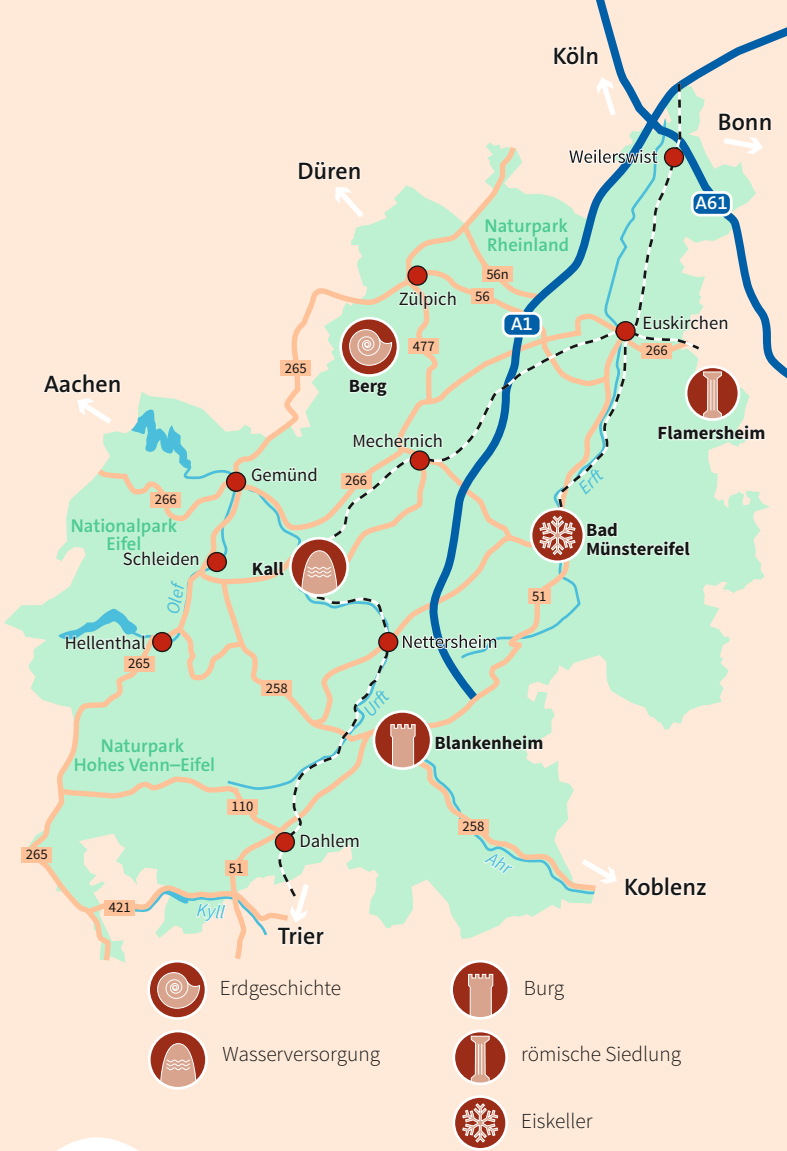 Köln
Bonn
Weilerswist
Düren
A61
Naturpark
Rheinland
56n
Zülpich
56
A1
Euskirchen
477
266
Berg
265
Aachen
Flamersheim
Mechernich
Gemünd
266
Erft
266
Nationalpark
Eifel
Bad
Münstereifel
Schleiden
Kall
Olef
51
Hellenthal
Nettersheim
265
258
Urft
Naturpark
Hohes Venn–Eifel
Blankenheim
110
258
Dahlem
265
51
Ahr
Koblenz
421
Kyll
Trier
Erdgeschichte
Burg
Wasserversorgung
römische Siedlung
Eiskeller